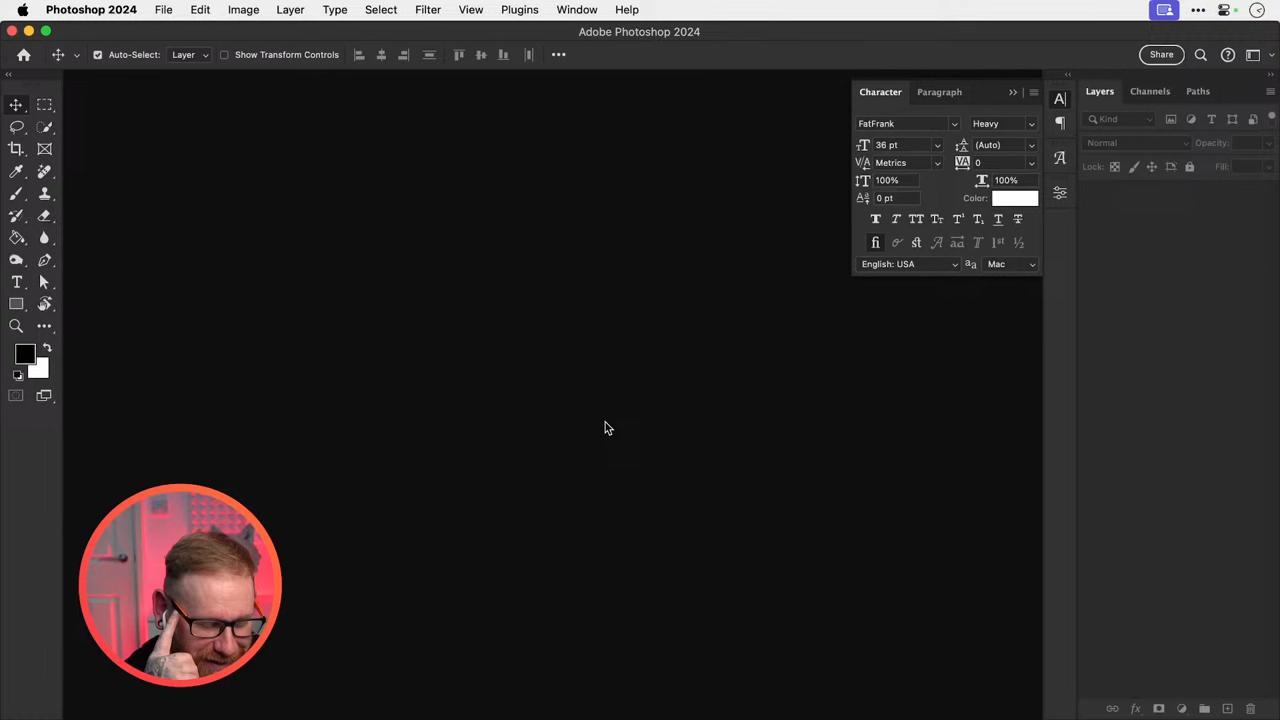 Photoshop 2024 File Edit Image Layer Type Select Filter View Plugins Window Help
Adobe Photoshop 2024
Auto-Select: Layer Show Transform Controls Share
Character Paragraph
Layers Channels Paths
FatFrank Heavy
Kind
36 pt (Auto)
Normal Opacity:
Metrics 0
Lock: Fill:
100% 100%
0 pt Color:
English: USA Mac